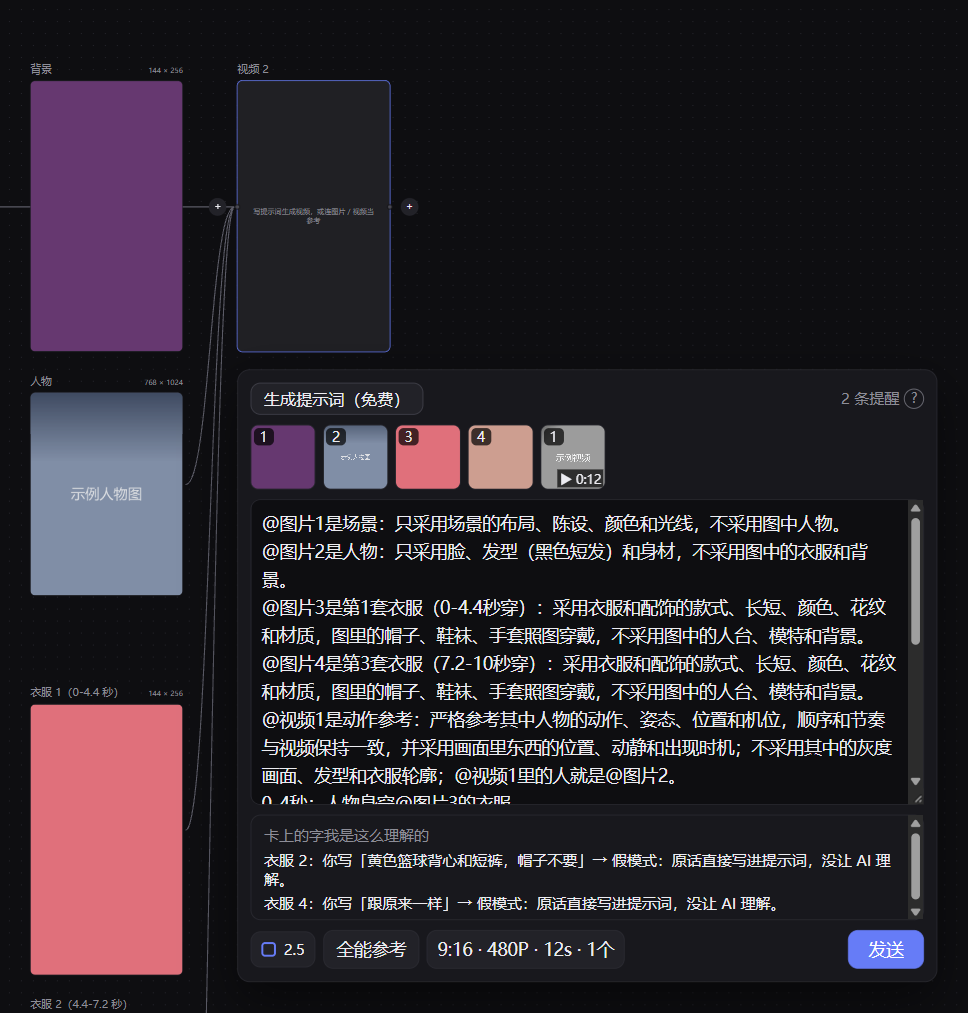 背景
144 × 256
视频 2
写提示词生成视频，或连图片 / 视频当
参考
人物
768 × 1024
示例人物图
衣服 1（0-4.4 秒）
144 × 256
衣服 2（4.4-7.2 秒）
生成提示词（免费）
2 条提醒 ?
1
2
3
4
1
0:12
@图片1是场景：只采用场景的布局、陈设、颜色和光线，不采用图中人物。
@图片2是人物：只采用脸、发型（黑色短发）和身材，不采用图中的衣服和背
景。
@图片3是第1套衣服（0-4.4秒穿）：采用衣服和配饰的款式、长短、颜色、花纹
和材质，图里的帽子、鞋袜、手套照图穿戴，不采用图中的人台、模特和背景。
@图片4是第3套衣服（7.2-10秒穿）：采用衣服和配饰的款式、长短、颜色、花纹
和材质，图里的帽子、鞋袜、手套照图穿戴，不采用图中的人台、模特和背景。
@视频1是动作参考：严格参考其中人物的动作、姿态、位置和机位，顺序和节奏
与视频保持一致，并采用画面里东西的位置、动静和出现时机；不采用其中的灰度
画面、发型和衣服轮廓；@视频1里的人就是@图片2。
0-4秒：人物身穿@图片3的衣服
卡上的字我是这么理解的
衣服 2：你写「黄色篮球背心和短裤，帽子不要」→ 假模式：原话直接写进提示词，没让 AI 理
解。
衣服 4：你写「跟原来一样」→ 假模式：原话直接写进提示词，没让 AI 理解。
2.5
全能参考
9:16 · 480P · 12s · 1个
发送